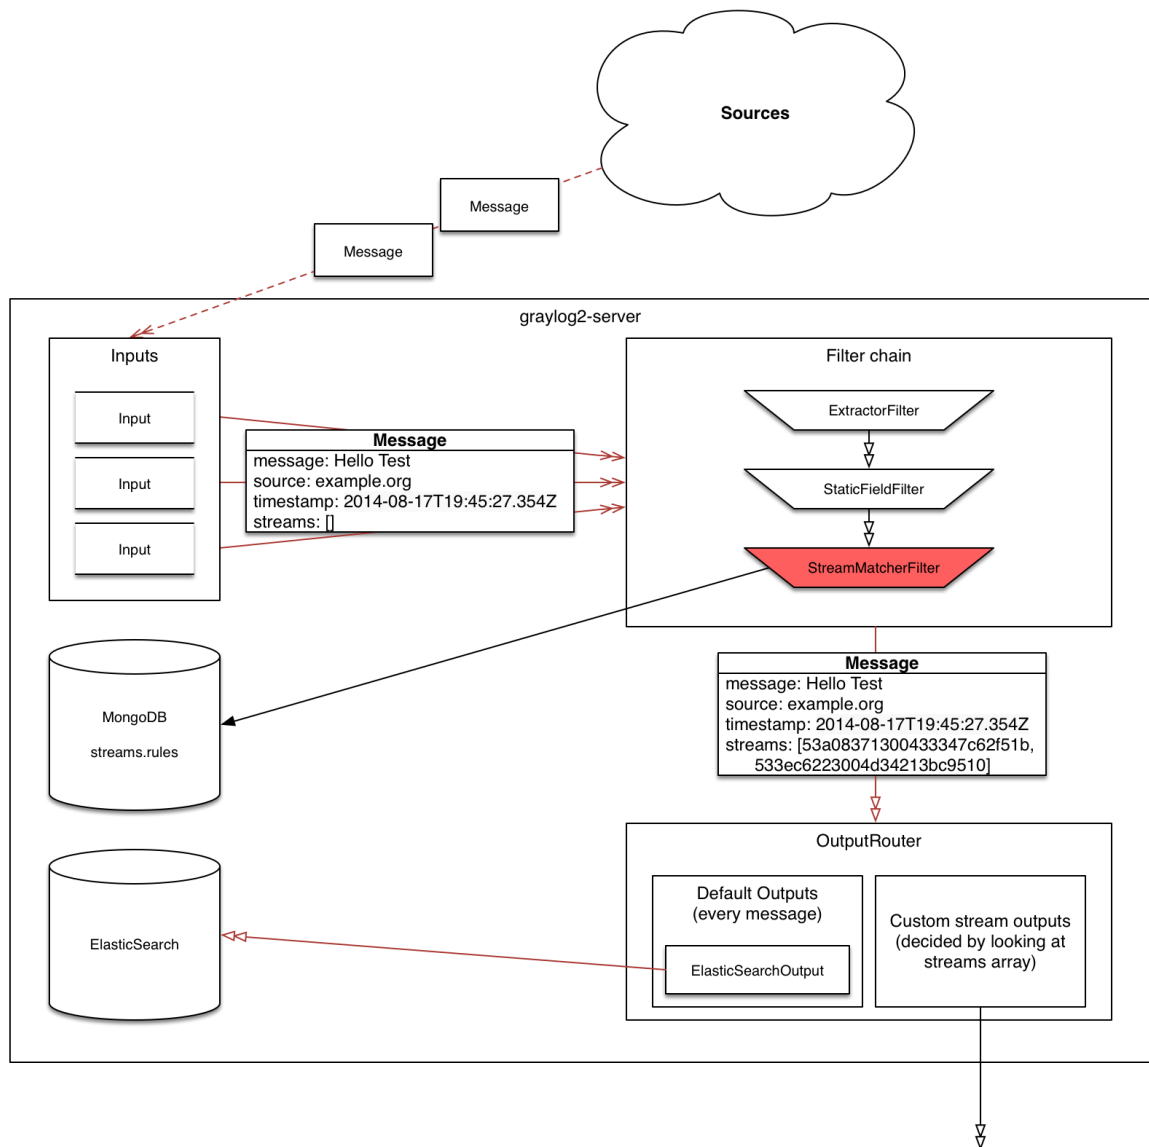 Sources
Message
Message
graylog2-server
Inputs
Input
Input
Input
Message
message: Hello Test
source: example.org
timestamp: 2014-08-17T19:45:27.354Z
streams: []
Filter chain
ExtractorFilter
StaticFieldFilter
StreamMatcherFilter
MongoDB
streams.rules
Message
message: Hello Test
source: example.org
timestamp: 2014-08-17T19:45:27.354Z
streams: [53a08371300433347c62f51b,
533ec6223004d34213bc9510]
OutputRouter
Default Outputs
(every message)
ElasticSearchOutput
Custom stream outputs
(decided by looking at
streams array)
ElasticSearch